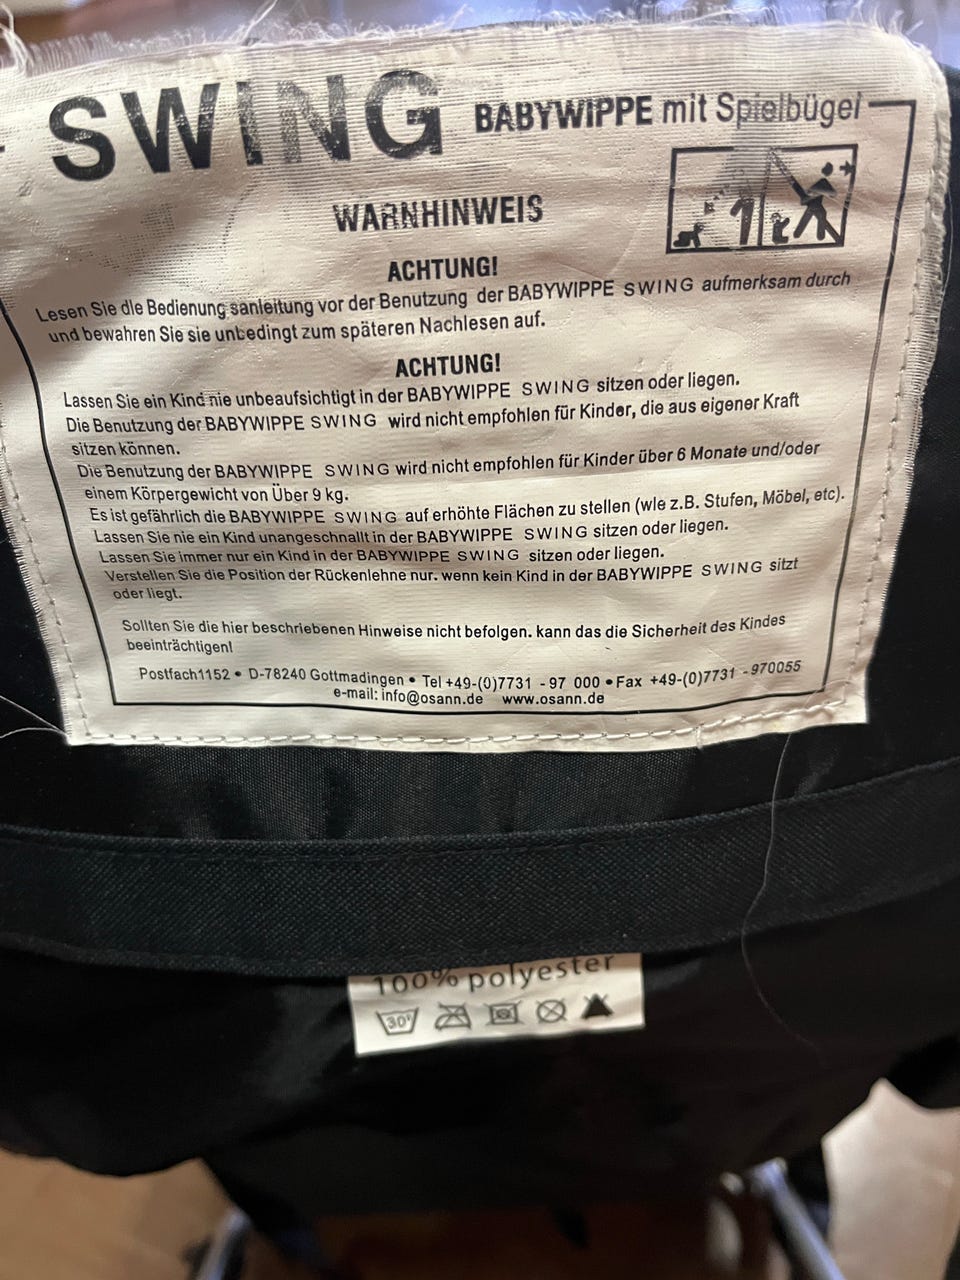 SWING BABYWIPPE mit Spielbügel
WARNHINWEIS
ACHTUNG!
Lesen Sie dle Bedienung sanleitung vor der Benutzung der BABYWIPPE SWING aufmerksam durch
und bewahren Sie sie unbedingt zum späteren Nachlesen auf.
ACHTUNG!
Lassen Sie ein Kind nie unbeaufsichtigt in der BABYWIPPE SWING sitzen oder liegen.
Die Benutzung der BABYWIPPE SWING wird nicht empfohlen für Kinder, die aus eigener Kraft
sitzen können.
Die Benutzung der BABYWIPPE SWING wird nicht empfohlen für Kinder über 6 Monate und/oder
einem Körpergewicht von Über 9 kg.
Es ist gefährlich die BABYWIPPE SWING auf erhöhte Flächen zu stellen (wle z.B. Stufen, Möbel, etc).
Lassen Sie nie ein Kind unangeschnallt in der BABYWIPPE SWING sitzen oder liegen.
Lassen Sie immer nur ein Kind in der BABYWIPPE SWING sitzen oder liegen.
Verstellen Sie die Position der Rückenlehne nur. wenn kein Kind in der BABYWIPPE SWING sitzt
oder liegt.
Sollten Sie die hier beschriebenen Hinweise nicht befolgen. kann das die Sicherheit des Kindes
beeinträchtigen!
Postfach1152 • D-78240 Gottmadingen • Tel +49-(0)7731 - 97 000 • Fax +49-(0)7731 - 970055
e-mail: info@osann.de www.osann.de
100% polyester
30°